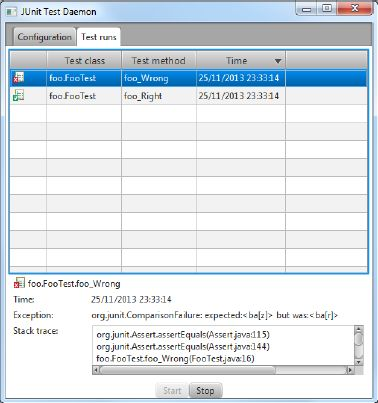 JUnit Test Daemon
Configuration Test runs
Test class Test method Time
foo.FooTest foo_Wrong 25/11/2013 23:33:14
foo.FooTest foo_Right 25/11/2013 23:33:14
foo.FooTest.foo_Wrong
Time: 25/11/2013 23:33:14
Exception: org.junit.ComparisonFailure: expected:<ba[z]> but was:<ba[r]>
Stack trace: org.junit.Assert.assertEquals(Assert.java:115)
org.junit.Assert.assertEquals(Assert.java:144)
foo.FooTest.foo_Wrong(FooTest.java:16)
Start Stop